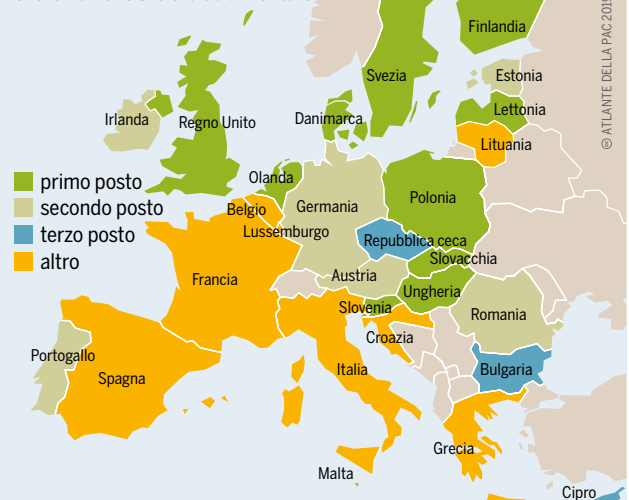 Finlandia
Svezia
Estonia
Lettonia
Danimarca
Irlanda
Regno Unito
Lituania
Olanda
primo posto
secondo posto
terzo posto
altro
Polonia
Germania
Belgio
Lussemburgo
Repubblica ceca
Slovacchia
Austria
Francia
Ungheria
Slovenia
Romania
Croazia
Portogallo
Spagna
Italia
Bulgaria
Grecia
Malta
Cipro
© ATLANTE DELLA PAC 2019